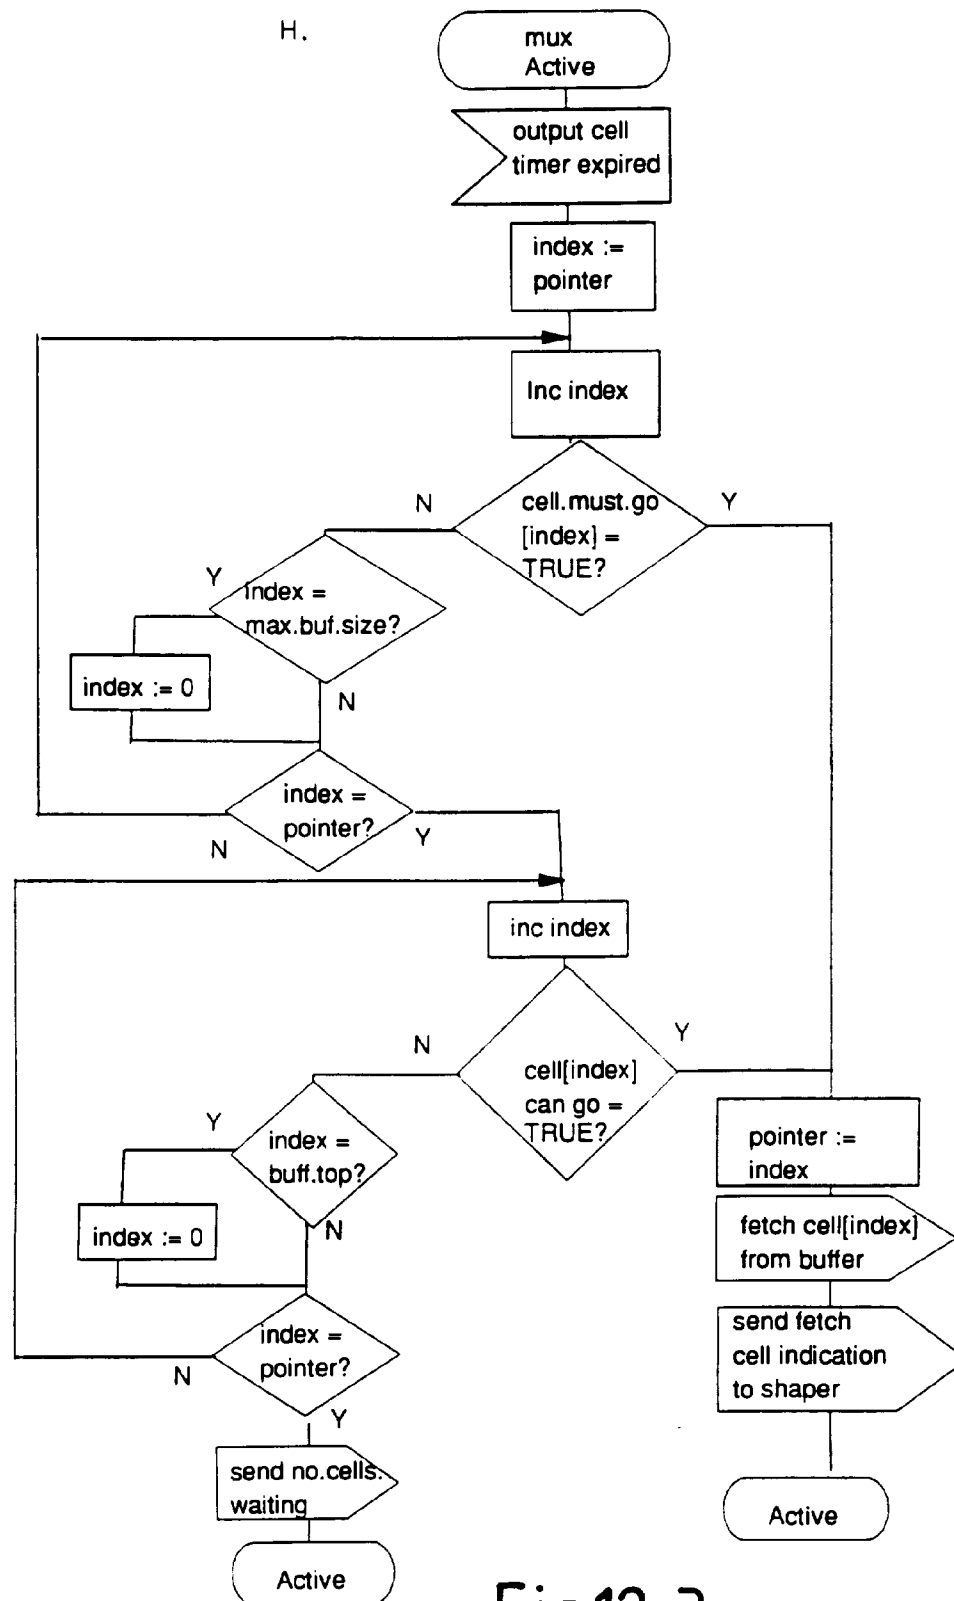 H.
mux
Active
output cell
timer expired
index :=
pointer
Inc index
N
Y
cell.must.go
[index] =
TRUE?
Y
index =
max.buf.size?
index := 0
N
index =
pointer?
N
Y
inc index
N
Y
cell[index]
can go =
TRUE?
Y
index =
buff.top?
index := 0
N
pointer :=
index
fetch cell[index]
from buffer
send fetch
cell indication
to shaper
index =
pointer?
N
Y
send no.cells.
waiting
Active
Active